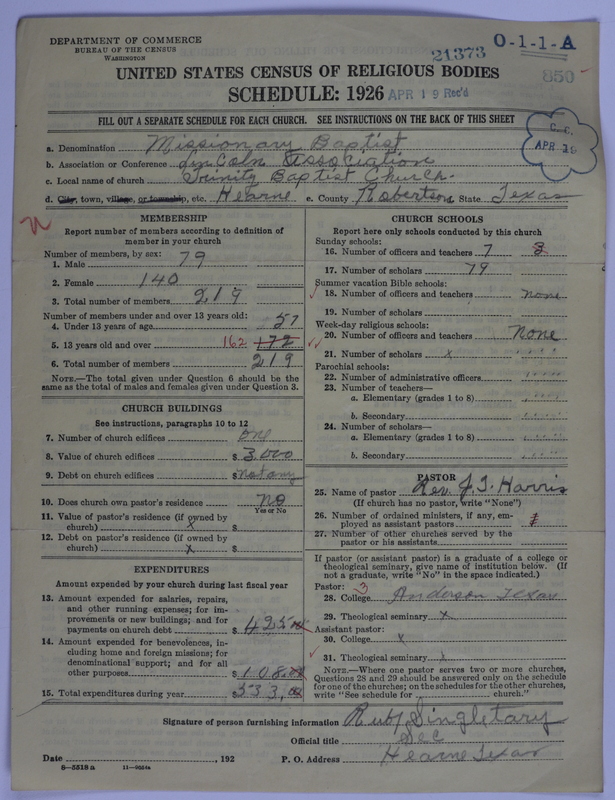 DEPARTMENT OF COMMERCE
BUREAU OF THE CENSUS
WASHINGTON
21373
O-1-1-A
850
UNITED STATES CENSUS OF RELIGIOUS BODIES
SCHEDULE: 1926
APR 19 Rec'd
FILL OUT A SEPARATE SCHEDULE FOR EACH CHURCH. SEE INSTRUCTIONS ON THE BACK OF THIS SHEET
C. C.
APR 19
a. Denomination Missionary Baptist
b. Association or Conference Lincoln Association
c. Local name of church Trinity Baptist Church.
d. City, town, village, or township, etc. Hearne e. County Robertson State Texas
MEMBERSHIP
Report number of members according to definition of
member in your church
Number of members, by sex:
1. Male 79
2. Female 140
3. Total number of members 219
Number of members under and over 13 years old:
4. Under 13 years of age 57
5. 13 years old and over 162 172
6. Total number of members 219
NOTE.—The total given under Question 6 should be the
same as the total of males and females given under Question 3.
CHURCH BUILDINGS
See instructions, paragraphs 10 to 12
7. Number of church edifices one
8. Value of church edifices $3,000
9. Debt on church edifices $not any
10. Does church own pastor's residence No
Yes or No
11. Value of pastor's residence (if owned by
church) x $
12. Debt on pastor's residence (if owned by
church) x $
EXPENDITURES
Amount expended by your church during last fiscal year
13. Amount expended for salaries, repairs,
and other running expenses; for im-
provements or new buildings; and for
payments on church debt $425.00
14. Amount expended for benevolences, in-
cluding home and foreign missions; for
denominational support; and for all
other purposes $108.00
15. Total expenditures during year $533.00
CHURCH SCHOOLS
Report here only schools conducted by this church
Sunday schools:
16. Number of officers and teachers 7 8
17. Number of scholars 79
Summer vacation Bible schools:
18. Number of officers and teachers none
19. Number of scholars
Week-day religious schools:
20. Number of officers and teachers None
21. Number of scholars x
Parochial schools:
22. Number of administrative officers
23. Number of teachers—
a. Elementary (grades 1 to 8)
b. Secondary
24. Number of scholars—
a. Elementary (grades 1 to 8)
b. Secondary
PASTOR
25. Name of pastor Rev. J. T. Harris
(If church has no pastor, write "None")
26. Number of ordained ministers, if any, em-
ployed as assistant pastors
27. Number of other churches served by the
pastor or his assistants
If pastor (or assistant pastor) is a graduate of a college or
theological seminary, give name of institution below. (If
not a graduate, write "No" in the space indicated.)
Pastor: 3
28. College Anderson Texas
29. Theological seminary x
Assistant pastor:
30. College x
31. Theological seminary x
NOTE.—Where one pastor serves two or more churches,
Questions 28 and 29 should be answered only on the schedule
for one of the churches; on the schedules for the other churches,
write "See schedule for church."
Signature of person furnishing information Rubs Singletary
Official title Sec
Date , 192 P. O. Address Hearne Texas
8—5518 a